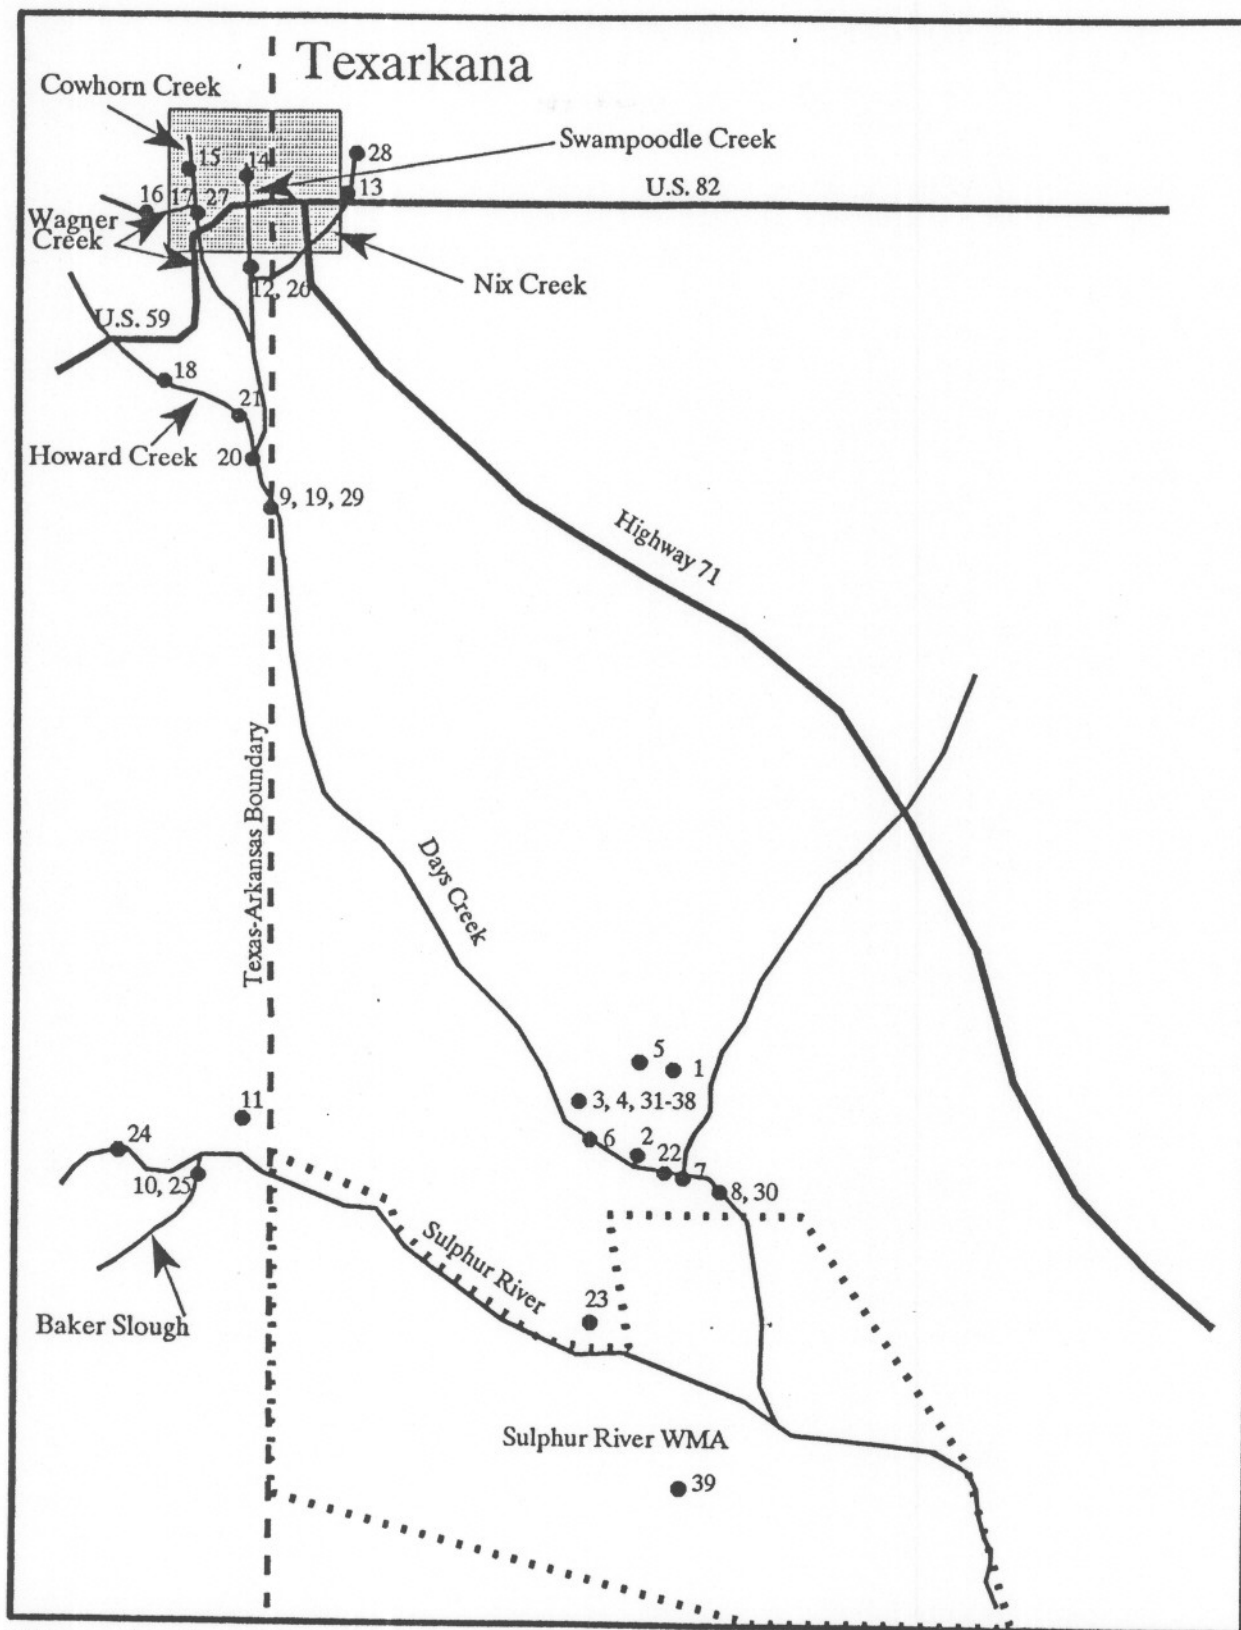 Texarkana
Cowhorn Creek
Swampoodle Creek
15
14
28
13
U.S. 82
16
17, 27
Wagner
Creek
Nix Creek
12, 26
U.S. 59
18
21
Howard Creek
20
9, 19, 29
Highway 71
Texas-Arkansas Boundary
Days Creek
5
1
3, 4, 31-38
11
6
2
24
22
7
10, 25
8, 30
Sulphur River
23
Baker Slough
Sulphur River WMA
39